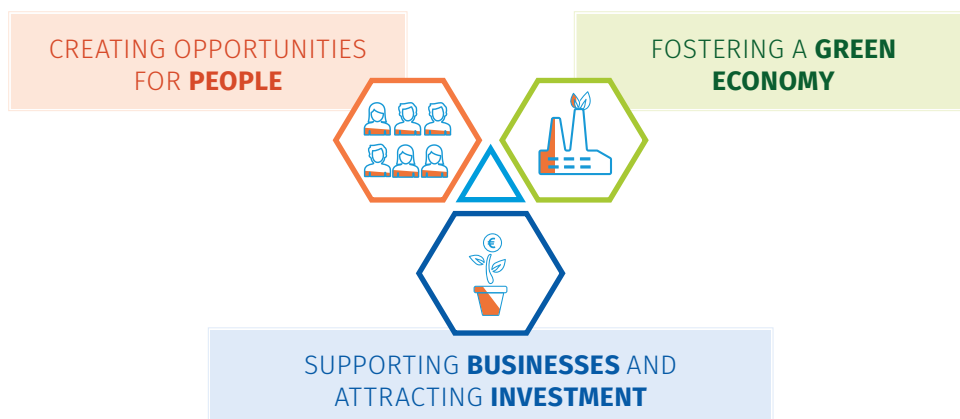 CREATING OPPORTUNITIES
FOR PEOPLE
FOSTERING A GREEN
ECONOMY
€
SUPPORTING BUSINESSES AND
ATTRACTING INVESTMENT